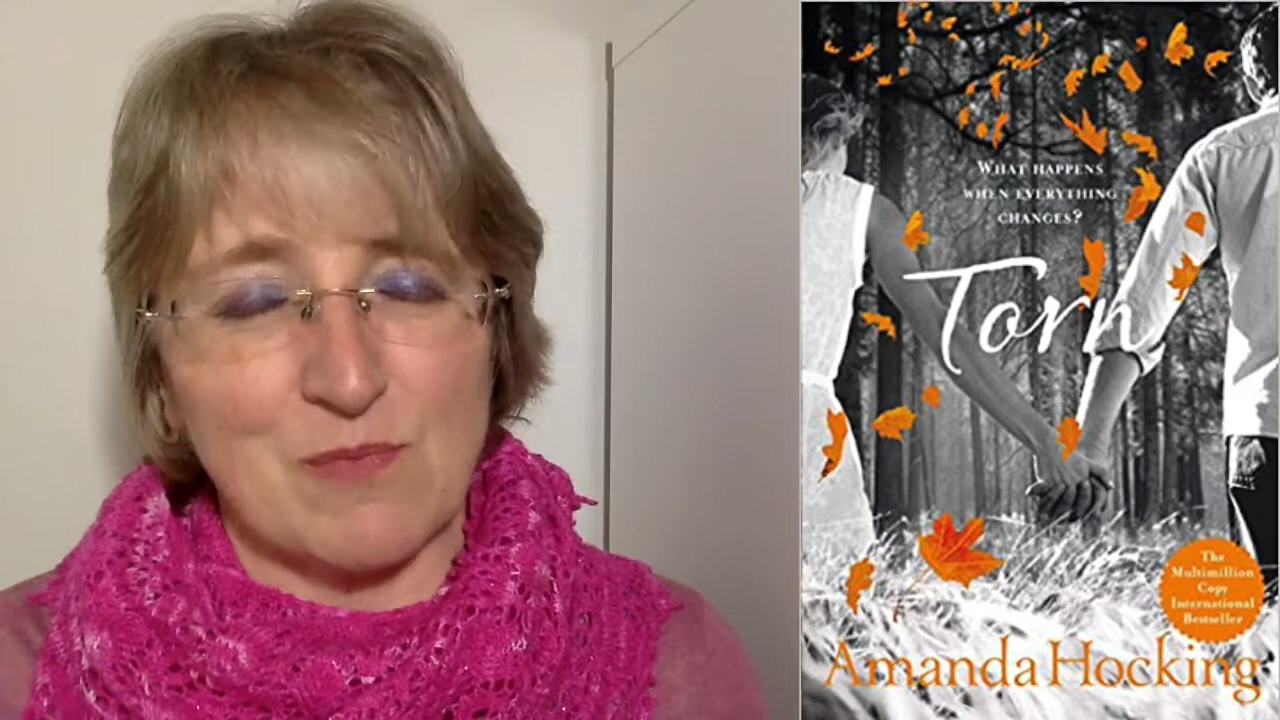 WHAT HAPPENS
WHEN EVERYTHING
CHANGES?
Torn
The
Multimillion
Copy
International
Bestseller
Amanda Hocking